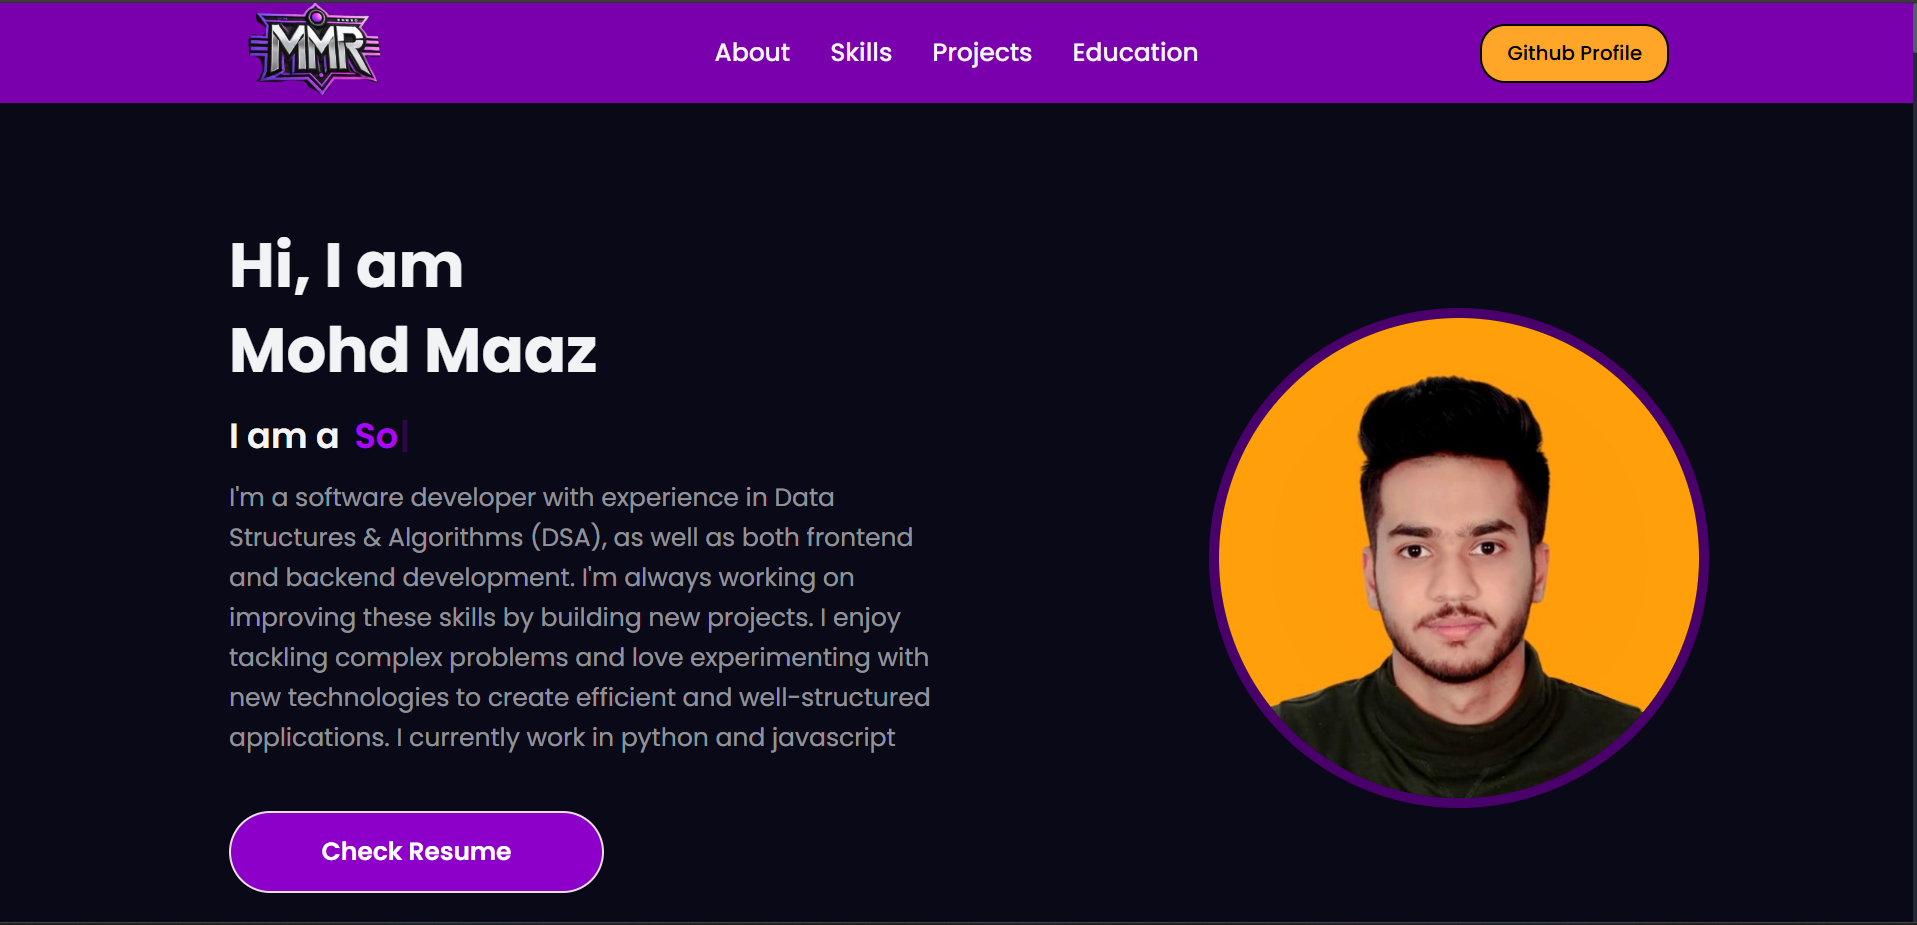 MMR
About Skills Projects Education
Github Profile
Hi, I am
Mohd Maaz
I am a So
I'm a software developer with experience in Data
Structures & Algorithms (DSA), as well as both frontend
and backend development. I'm always working on
improving these skills by building new projects. I enjoy
tackling complex problems and love experimenting with
new technologies to create efficient and well-structured
applications. I currently work in python and javascript
Check Resume